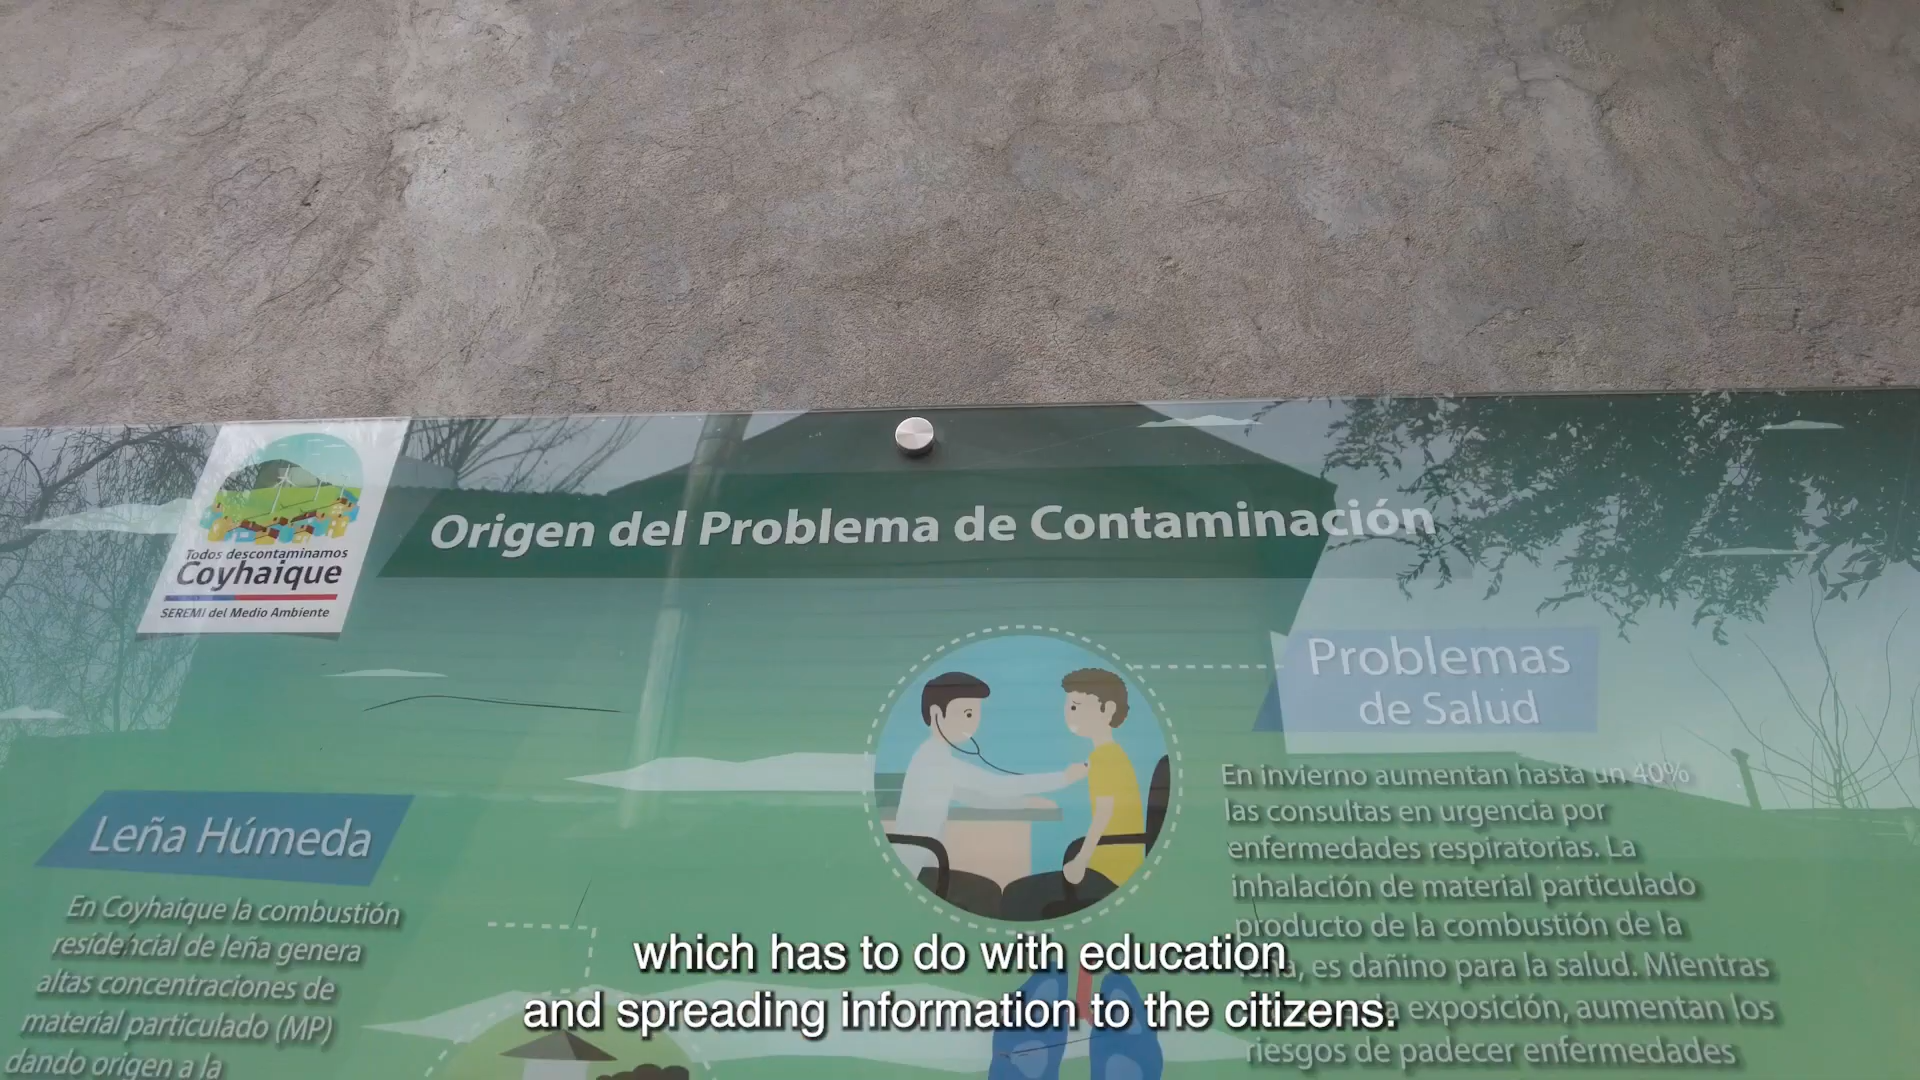 Todos descontaminamos
Coyhaique
SEREMI del Medio Ambiente
Origen del Problema de Contaminación
Leña Húmeda
En Coyhaique la combustión
residencial de leña genera
altas concentraciones de
material particulado (MP)
dando origen a la
Problemas
de Salud
En invierno aumentan hasta un 40%
las consultas en urgencia por
enfermedades respiratorias. La
inhalación de material particulado
producto de la combustión de la
es dañino para la salud. Mientras
exposición, aumentan los
riesgos de padecer enfermedades
which has to do with education
and spreading information to the citizens.